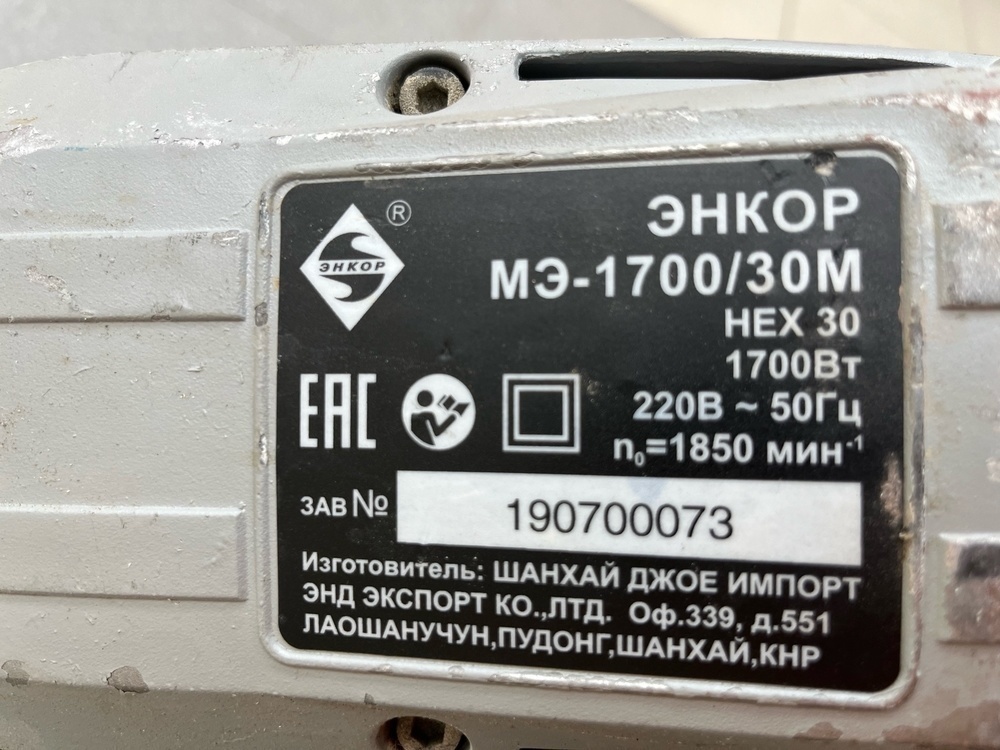 ®
ЭНКОР
ЭНКОР
МЭ-1700/30М
HEX 30
1700Вт
220В ~ 50Гц
n₀=1850 мин⁻¹
EAC
ЗАВ № 190700073
Изготовитель: ШАНХАЙ ДЖОЕ ИМПОРТ
ЭНД ЭКСПОРТ КО.,ЛТД. Оф.339, д.551
ЛАОШАНУЧУН,ПУДОНГ,ШАНХАЙ,КНР